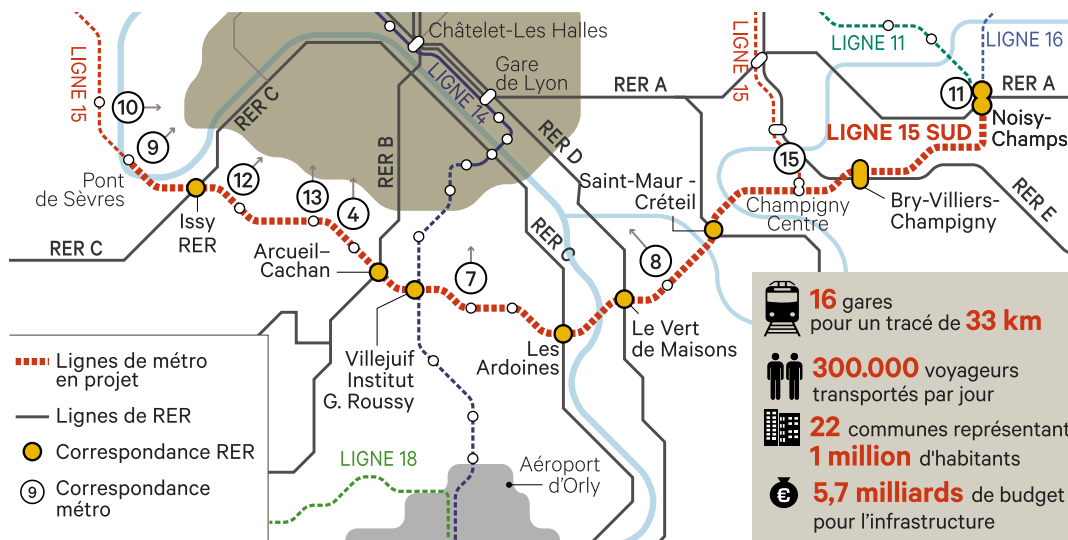 Châtelet-Les Halles
LIGNE 11
LIGNE 16
LIGNE 15
LIGNE 15
Gare
de Lyon
LIGNE 14
RER A
RER A
10
11
RER C
Noisy-
Champs
LIGNE 15 SUD
9
RER D
RER B
15
12
Pont
de Sèvres
13
4
Saint-Maur -
Créteil
Champigny
Centre
Bry-Villiers-
Champigny
RER E
Issy
RER
RER C
Arcueil-
Cachan
RER C
7
8
Le Vert
de Maisons
Les
Ardoines
Villejuif
Institut
G. Roussy
LIGNE 18
Aéroport
d'Orly
Lignes de métro
en projet
Lignes de RER
Correspondance RER
9
Correspondance
métro
16 gares
pour un tracé de 33 km
300.000 voyageurs
transportés par jour
22 communes représentant
1 million d'habitants
€
5,7 milliards de budget
pour l'infrastructure